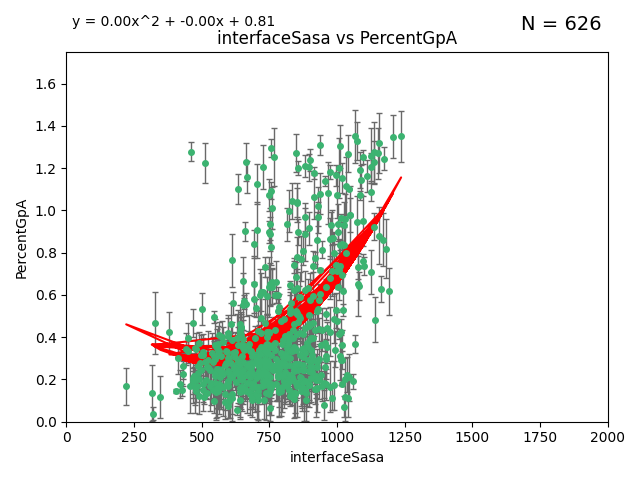 y = 0.00x^2 + -0.00x + 0.81
N = 626
interfaceSasa vs PercentGpA
PercentGpA
1.6
1.4
1.2
1.0
0.8
0.6
0.4
0.2
0.0
0 250 500 750 1000 1250 1500 1750 2000
interfaceSasa